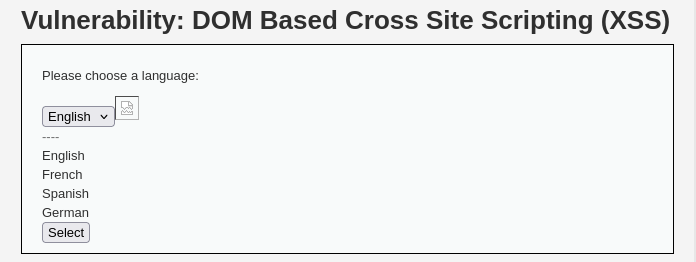 Vulnerability: DOM Based Cross Site Scripting (XSS)
Please choose a language:
English
----
English
French
Spanish
German
Select